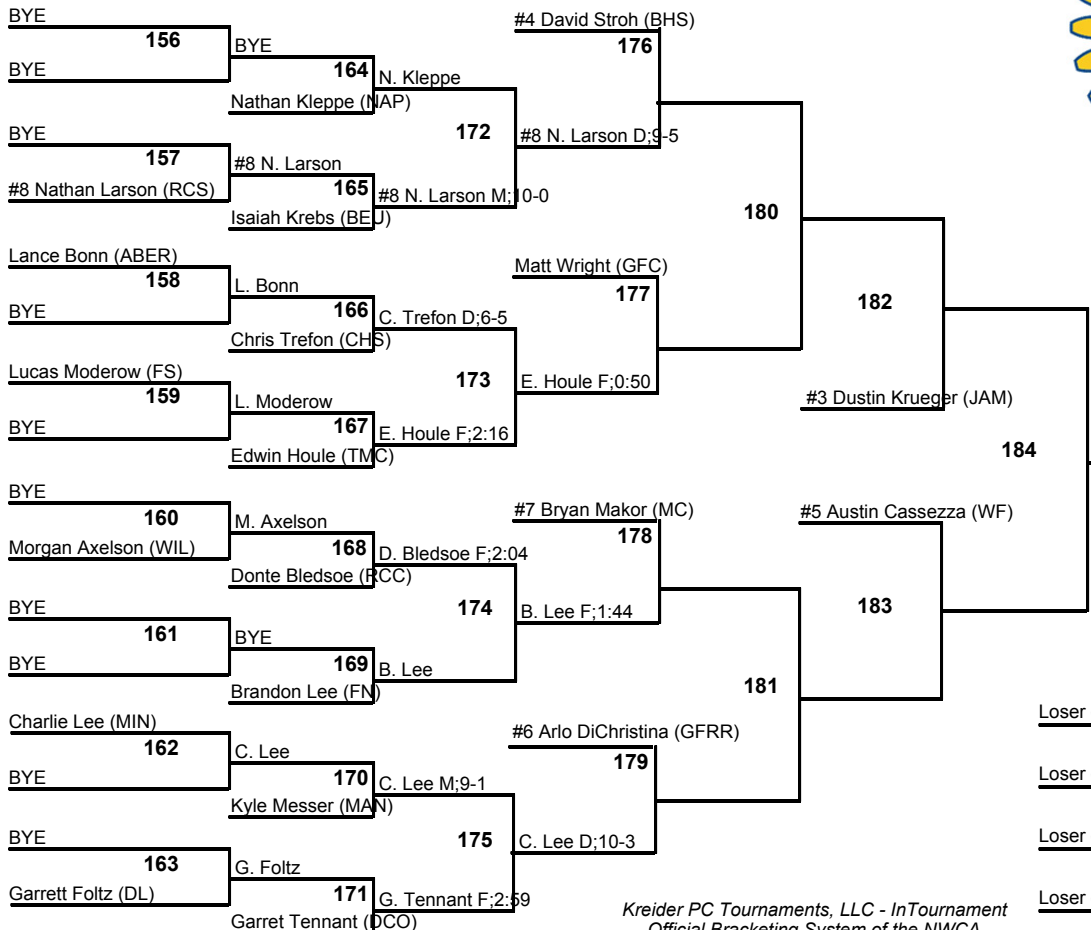 BYE
156
BYE
BYE
164
Nathan Kleppe (NAP)
N. Kleppe
BYE
157
#8 Nathan Larson (RCS)
#8 N. Larson
165
Isaiah Krebs (BEU)
#8 N. Larson M;10-0
172
#8 N. Larson D;9-5
#4 David Stroh (BHS)
176
Lance Bonn (ABER)
158
BYE
L. Bonn
166
Chris Trefon (CHS)
C. Trefon D;6-5
Lucas Moderow (FS)
159
BYE
L. Moderow
167
Edwin Houle (TMC)
E. Houle F;2:16
173
E. Houle F;0:50
Matt Wright (GFC)
177
180
182
#3 Dustin Krueger (JAM)
184
BYE
160
Morgan Axelson (WIL)
M. Axelson
168
Donte Bledsoe (RCC)
D. Bledsoe F;2:04
BYE
161
BYE
BYE
169
Brandon Lee (FN)
B. Lee
174
B. Lee F;1:44
#7 Bryan Makor (MC)
178
#5 Austin Cassezza (WF)
183
181
Charlie Lee (MIN)
162
BYE
C. Lee
170
Kyle Messer (MAN)
C. Lee M;9-1
BYE
163
Garrett Foltz (DL)
G. Foltz
171
Garret Tennant (DCO)
G. Tennant F;2:59
175
C. Lee D;10-3
#6 Arlo DiChristina (GFRR)
179
Loser
Loser
Loser
Loser
Kreider PC Tournaments, LLC - InTournament
Official Bracketing System of the NWCA